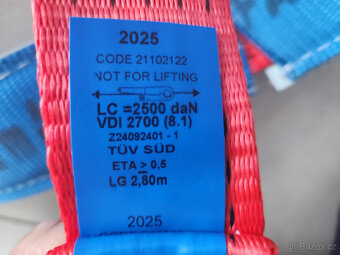 2025
CODE 21102122
NOT FOR LIFTING
LC =2500 daN
VDI 2700 (8.1)
Z24092401 - 1
TÜV SÜD
ETA ≥ 0,5
LG 2,80m
2025